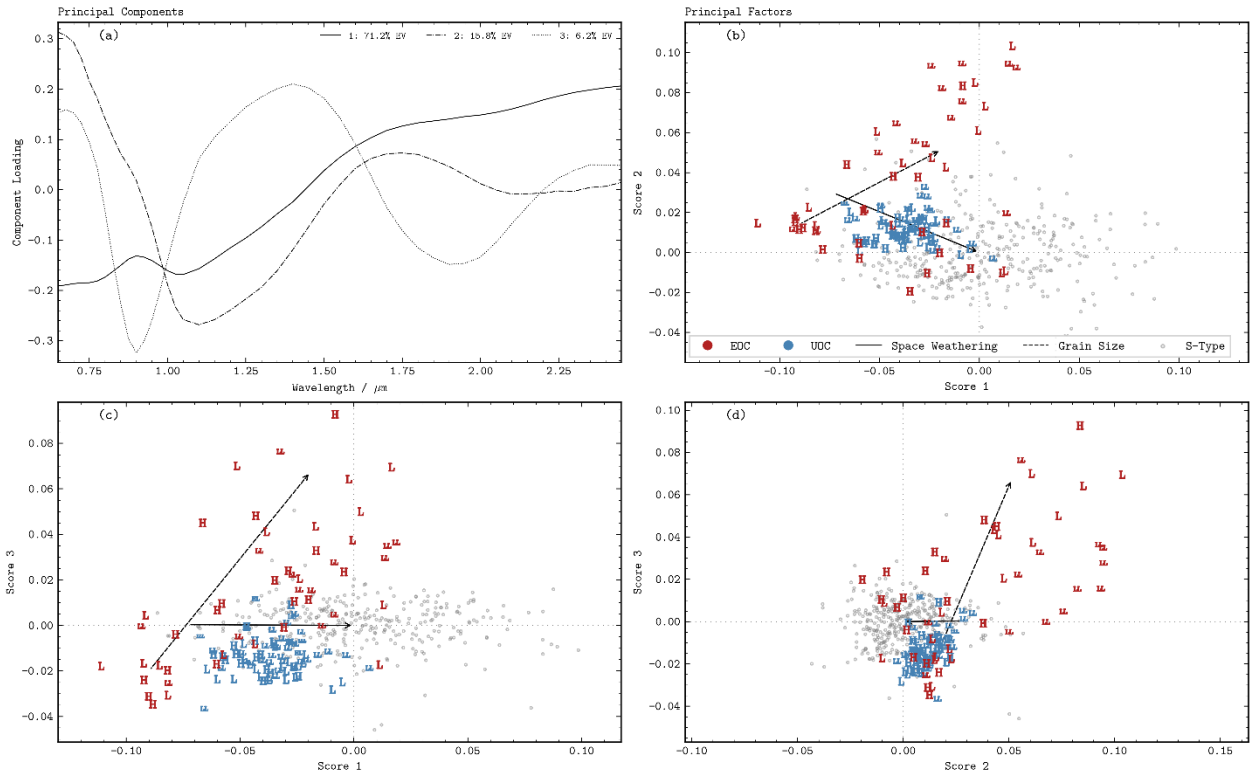 Principal Components
(a)
1: 71.2% EV
2: 15.8% EV
3: 6.2% EV
0.3
0.2
0.1
0.0
−0.1
−0.2
−0.3
Component Loading
0.75
1.00
1.25
1.50
1.75
2.00
2.25
Wavelength / μm
Principal Factors
(b)
0.10
0.08
0.06
0.04
0.02
0.00
−0.02
−0.04
Score 2
EOC
UOC
Space Weathering
Grain Size
S-Type
−0.10
−0.05
0.00
0.05
0.10
Score 1
(c)
0.08
0.06
0.04
0.02
0.00
−0.02
−0.04
Score 3
−0.10
−0.05
0.00
0.05
0.10
Score 1
(d)
0.10
0.08
0.06
0.04
0.02
0.00
−0.02
−0.04
Score 3
−0.10
−0.05
0.00
0.05
0.10
0.15
Score 2